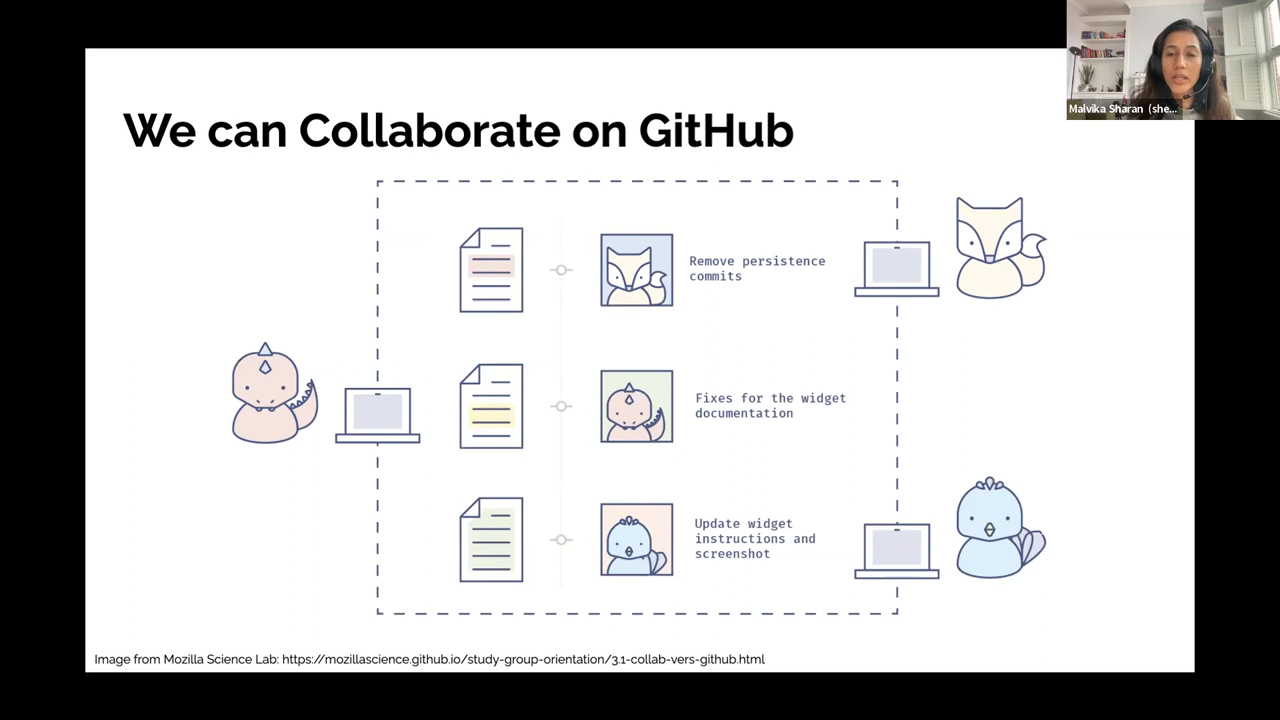 We can Collaborate on GitHub
Malvika Sharan (she...
Remove persistence
commits
Fixes for the widget
documentation
Update widget
instructions and
screenshot
Image from Mozilla Science Lab: https://mozillascience.github.io/study-group-orientation/3.1-collab-vers-github.html